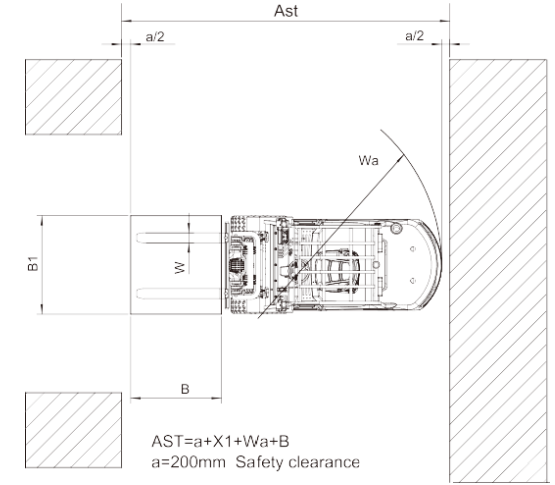 Ast
a/2
a/2
Wa
B1
W
B
AST=a+X1+Wa+B
a=200mm Safety clearance